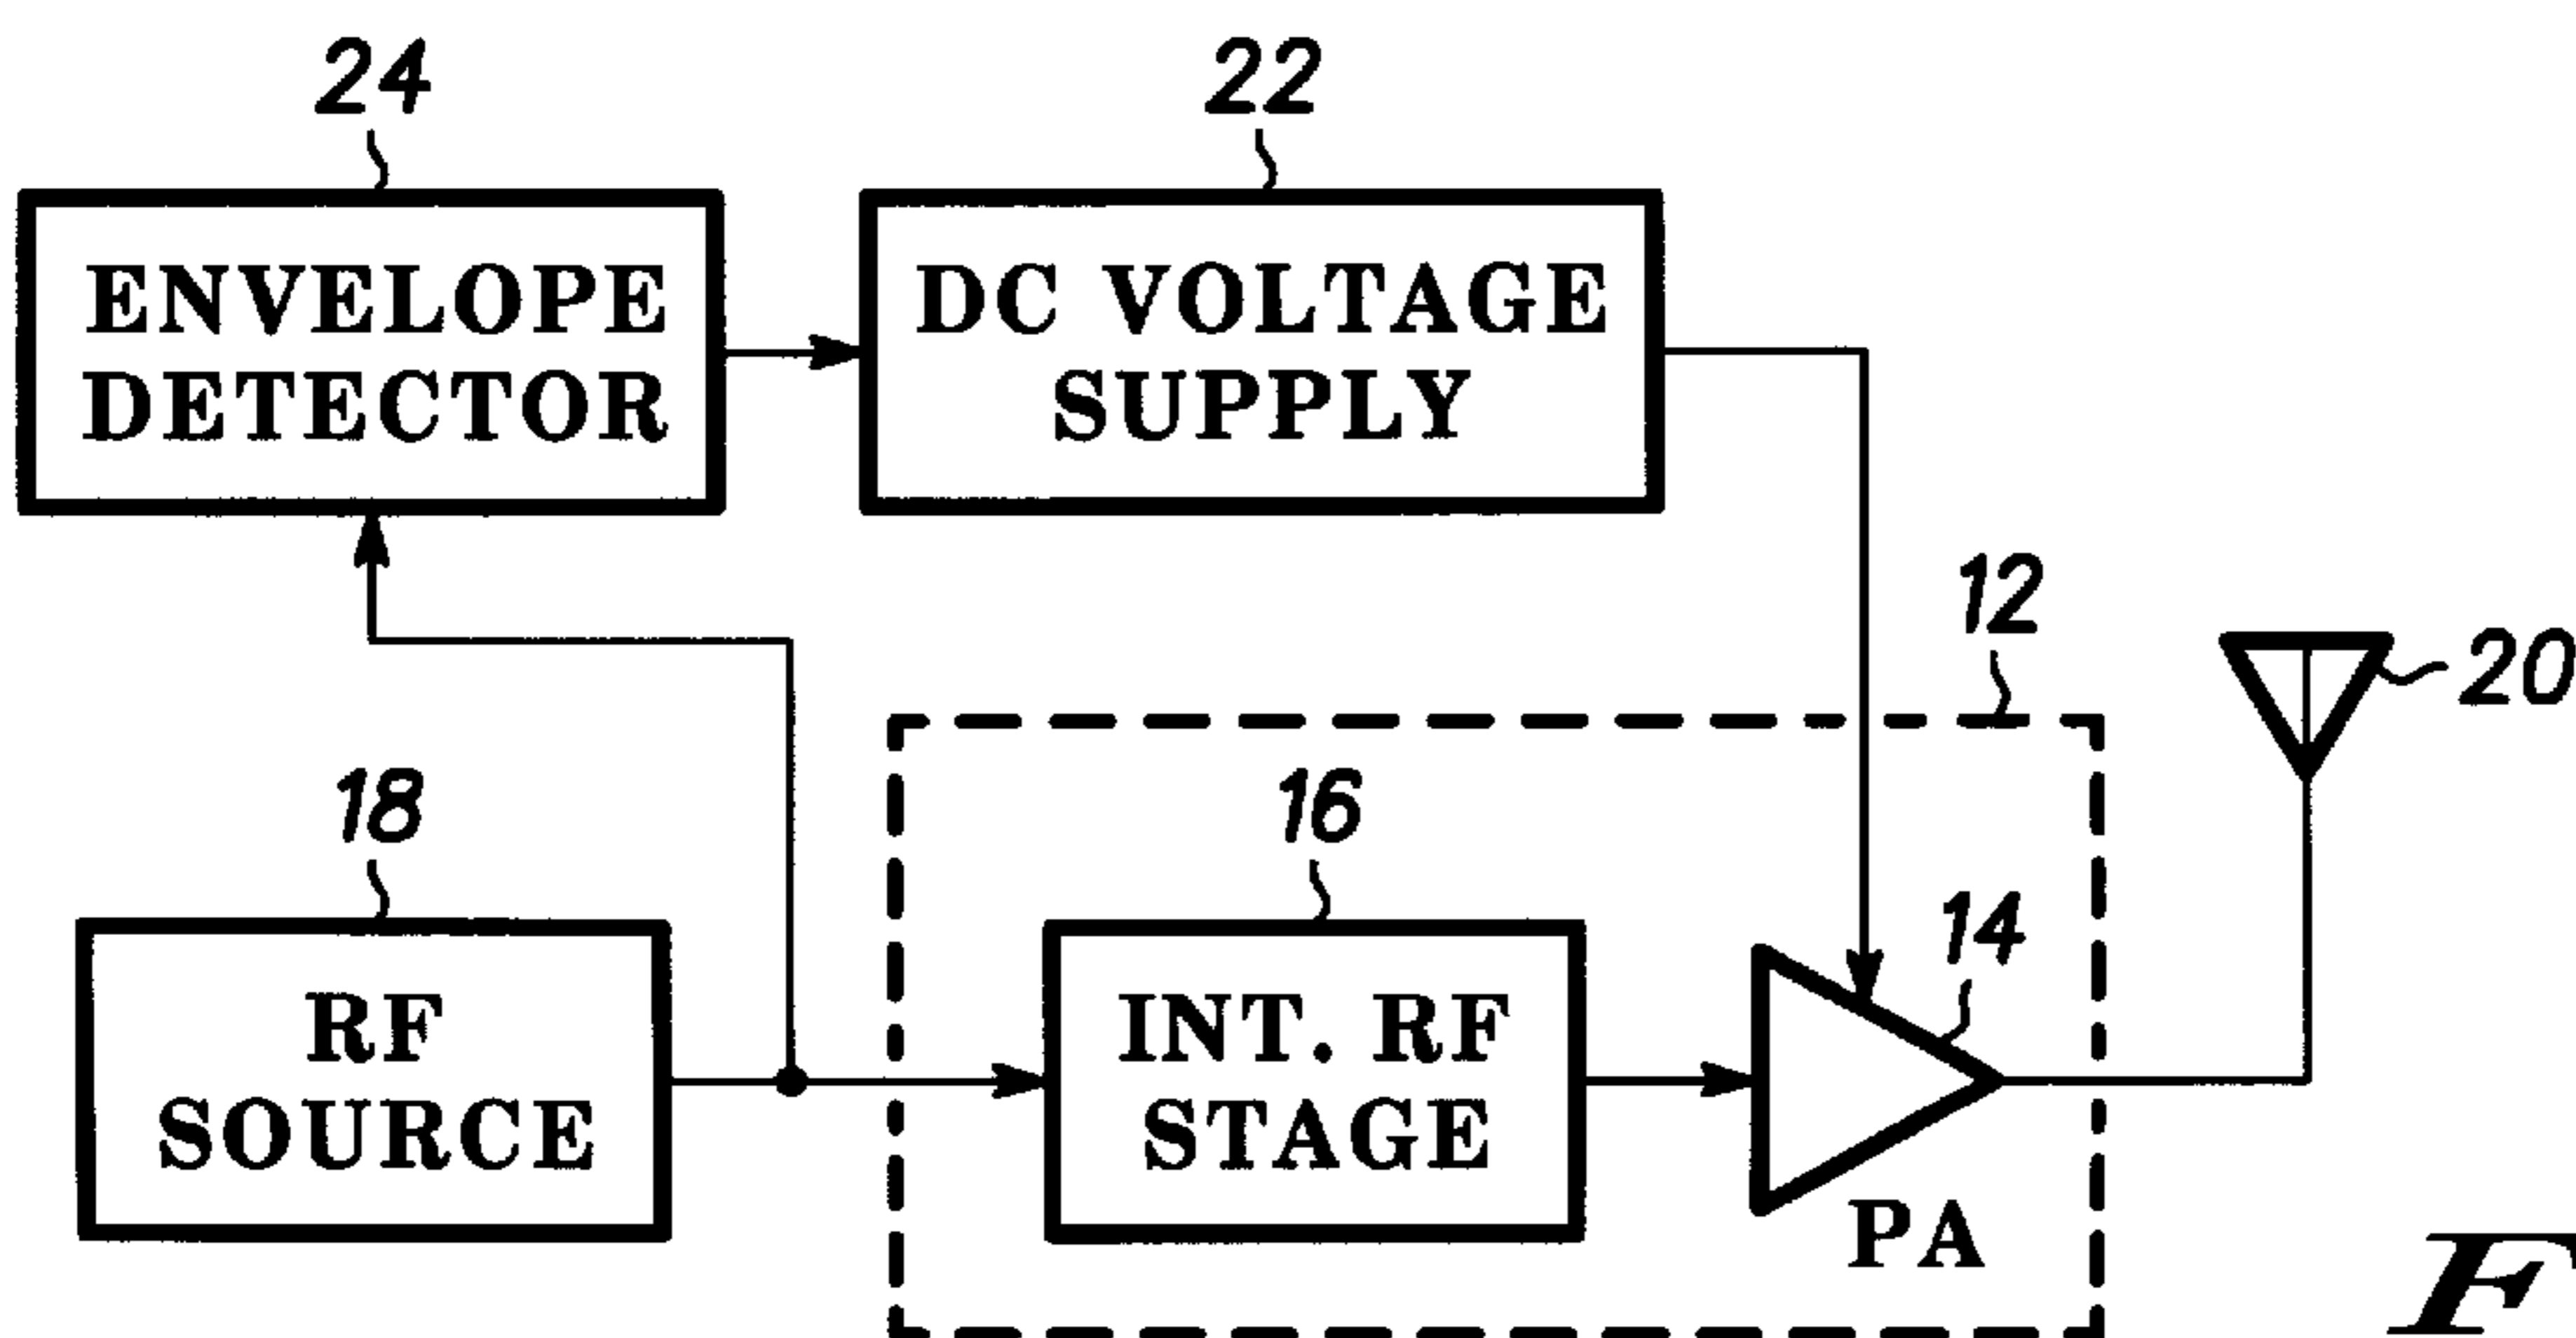 24
22
ENVELOPE
DETECTOR
DC VOLTAGE
SUPPLY
12
20
18
16
14
RF
SOURCE
INT. RF
STAGE
PA
F